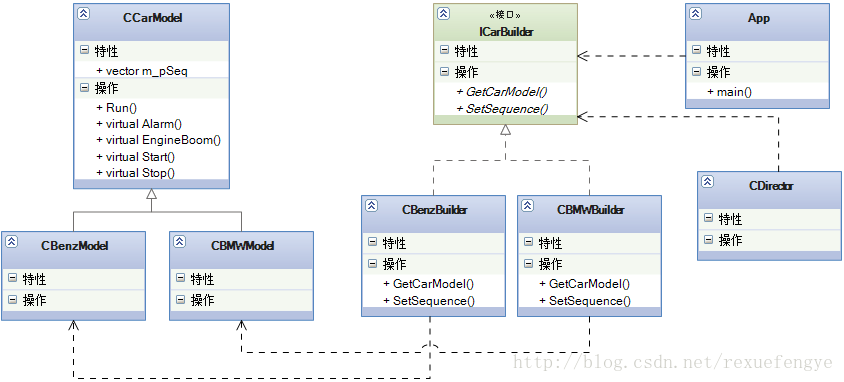 CCarModel
特性
+ vector m_pSeq
操作
+ Run()
+ virtual Alarm()
+ virtual EngineBoom()
+ virtual Start()
+ virtual Stop()
«接口»
ICarBuilder
特性
操作
+ GetCarModel()
+ SetSequence()
App
特性
操作
+ main()
CDirector
特性
操作
CBenzModel
特性
操作
CBMWModel
特性
操作
CBenzBuilder
特性
操作
+ GetCarModel()
+ SetSequence()
CBMWBuilder
特性
操作
+ GetCarModel()
+ SetSequence()
http://blog.csdn.net/rexuefengye